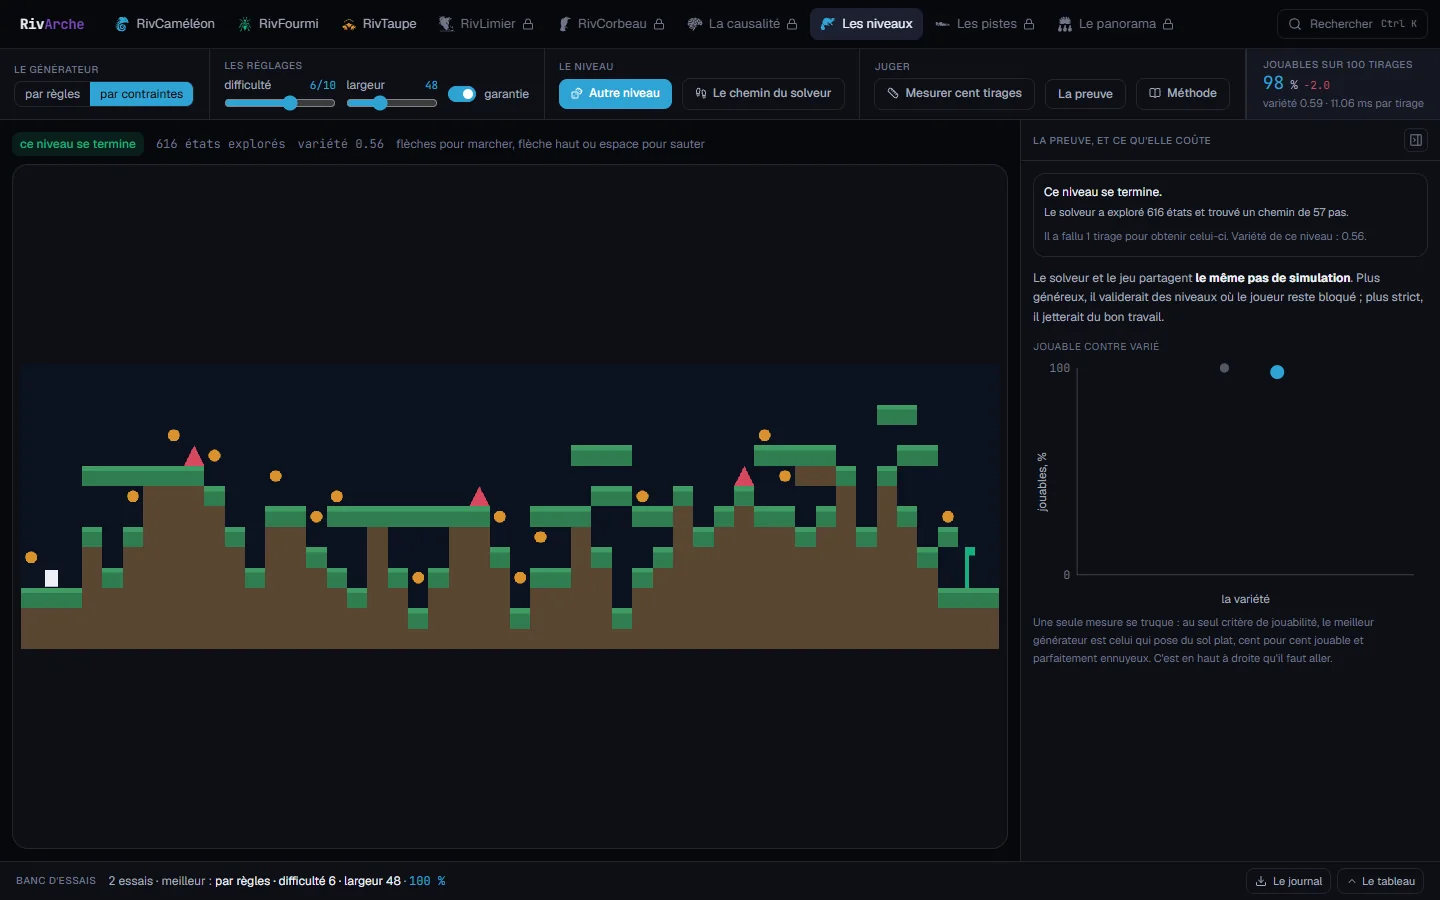 RivArche RivCaméléon RivFourmi RivTaupe RivLimier RivCorbeau La causalité Les niveaux Les pistes Le panorama Rechercher Ctrl K
LE GÉNÉRATEUR
par règles par contraintes
LES RÉGLAGES
difficulté 6/10 largeur 48 garantie
LE NIVEAU
Autre niveau Le chemin du solveur
JUGER
Mesurer cent tirages La preuve Méthode
JOUABLES SUR 100 TIRAGES
98 % -2.0
variété 0.59 · 11.06 ms par tirage
ce niveau se termine 616 états explorés variété 0.56 flèches pour marcher, flèche haut ou espace pour sauter
LA PREUVE, ET CE QU'ELLE COÛTE
Ce niveau se termine.
Le solveur a exploré 616 états et trouvé un chemin de 57 pas.
Il a fallu 1 tirage pour obtenir celui-ci. Variété de ce niveau : 0.56.
Le solveur et le jeu partagent le même pas de simulation. Plus
généreux, il validerait des niveaux où le joueur reste bloqué ; plus strict,
il jetterait du bon travail.
JOUABLE CONTRE VARIÉ
100
jouables, %
0
la variété
Une seule mesure se truque : au seul critère de jouabilité, le meilleur
générateur est celui qui pose du sol plat, cent pour cent jouable et
parfaitement ennuyeux. C'est en haut à droite qu'il faut aller.
BANC D'ESSAIS 2 essais · meilleur : par règles · difficulté 6 · largeur 48 · 100 % Le journal Le tableau